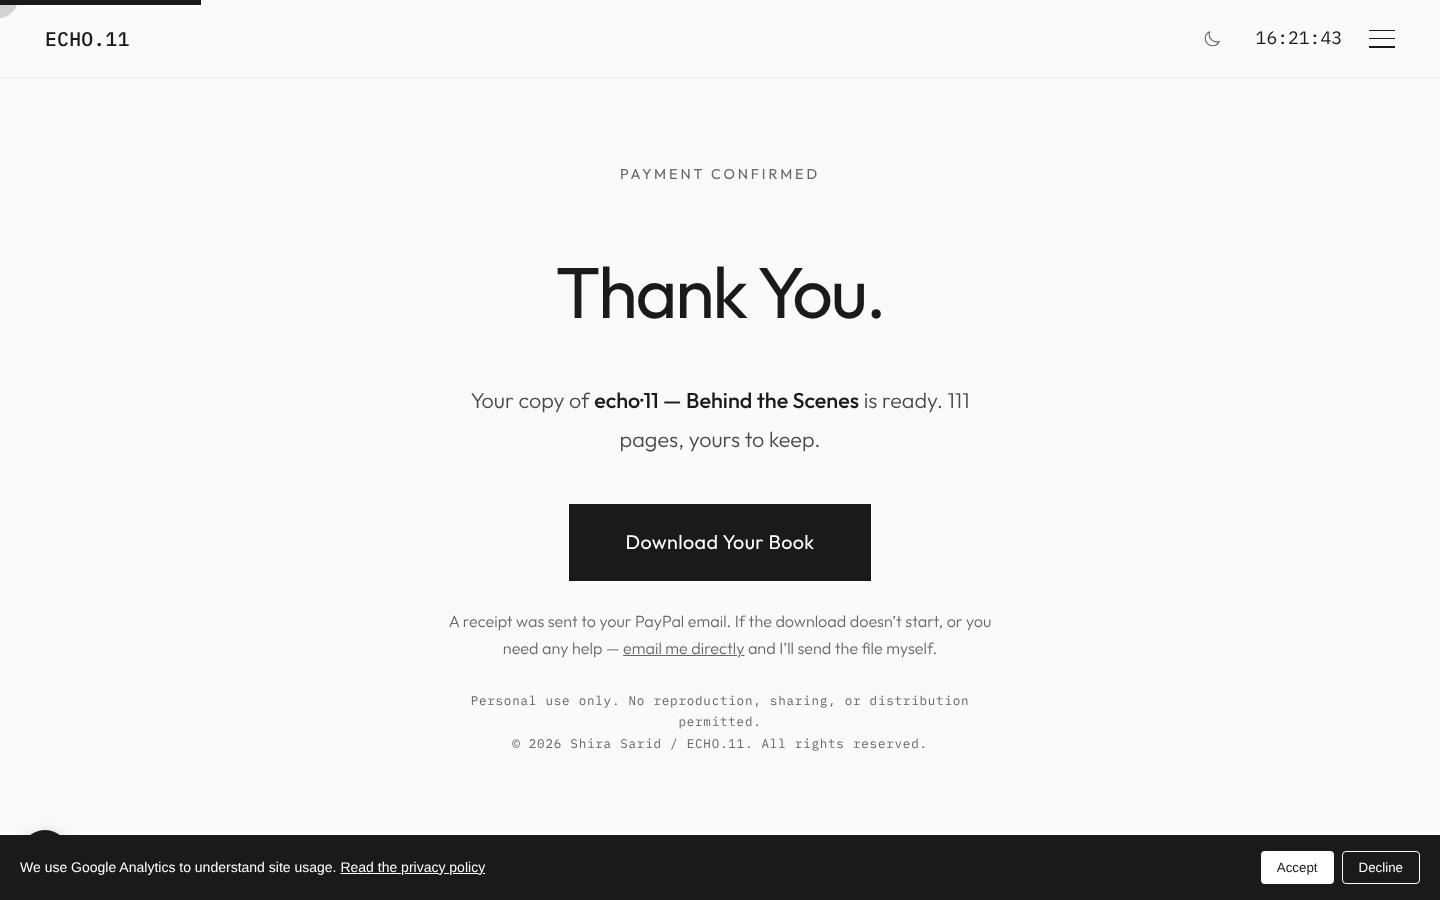 ECHO.11
16:21:43
PAYMENT CONFIRMED
Thank You.
Your copy of echo·11 — Behind the Scenes is ready. 111
pages, yours to keep.
Download Your Book
A receipt was sent to your PayPal email. If the download doesn’t start, or you
need any help — email me directly and I’ll send the file myself.
Personal use only. No reproduction, sharing, or distribution
permitted.
© 2026 Shira Sarid / ECHO.11. All rights reserved.
We use Google Analytics to understand site usage. Read the privacy policy
Accept
Decline